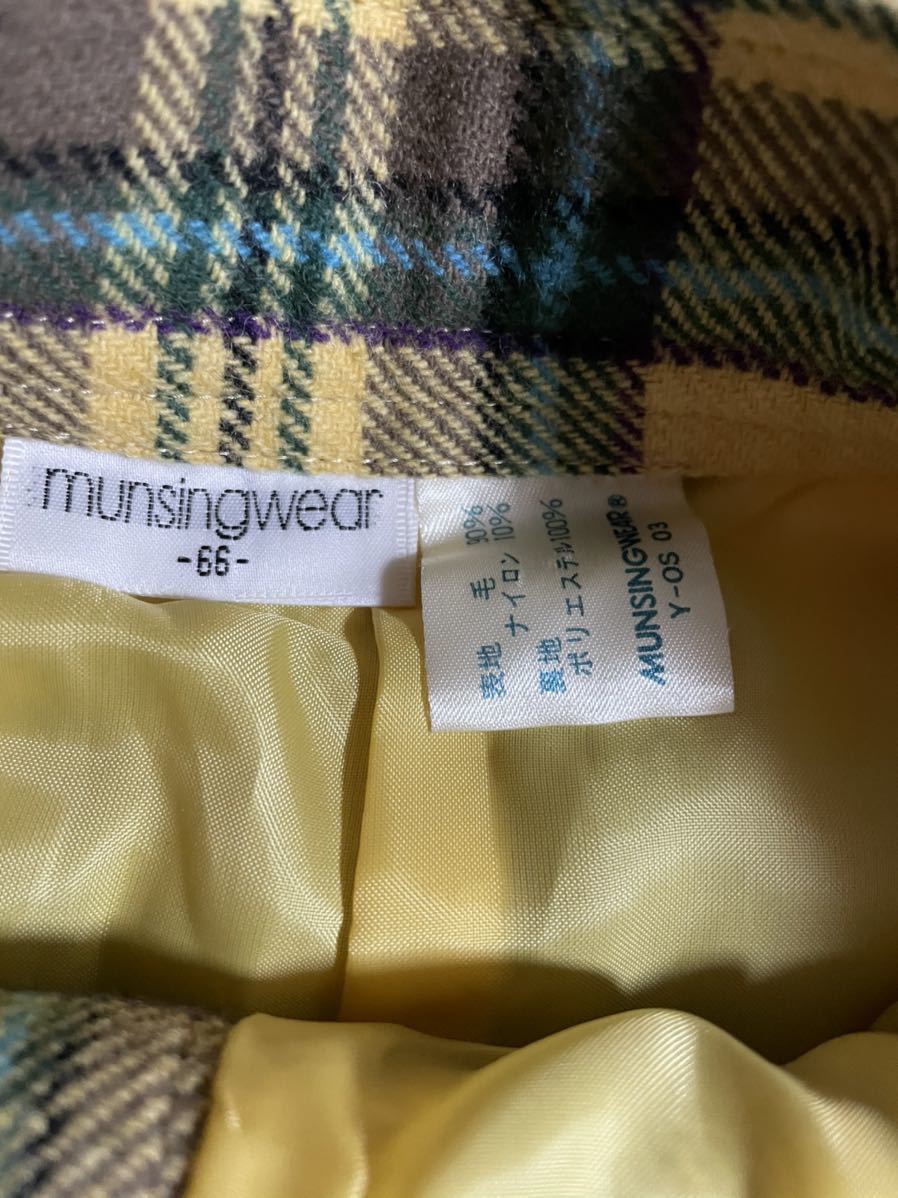 munsingwear
-66-
表地 毛 90%
ナイロン 10%
裏地
ポリエステル100%
MUNSINGWEAR®
Y-OS 03